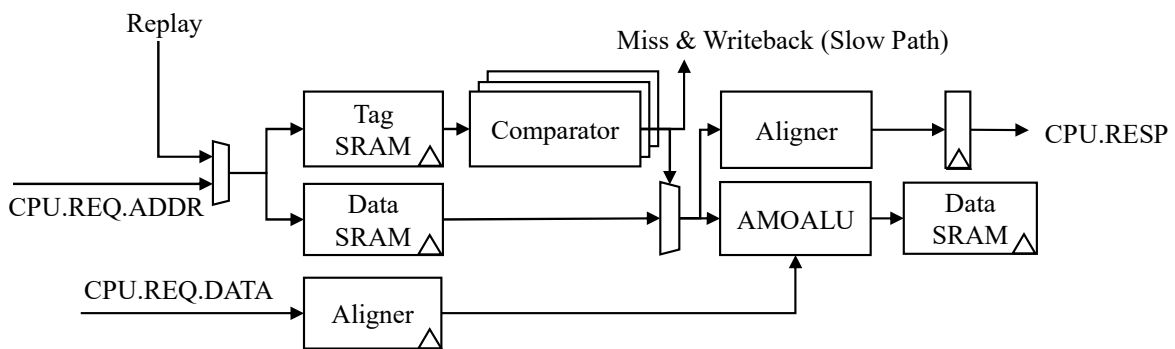 Replay
Miss & Writeback (Slow Path)
Tag
SRAM
Comparator
Aligner
CPU.RESP
CPU.REQ.ADDR
Data
SRAM
AMOALU
Data
SRAM
CPU.REQ.DATA
Aligner